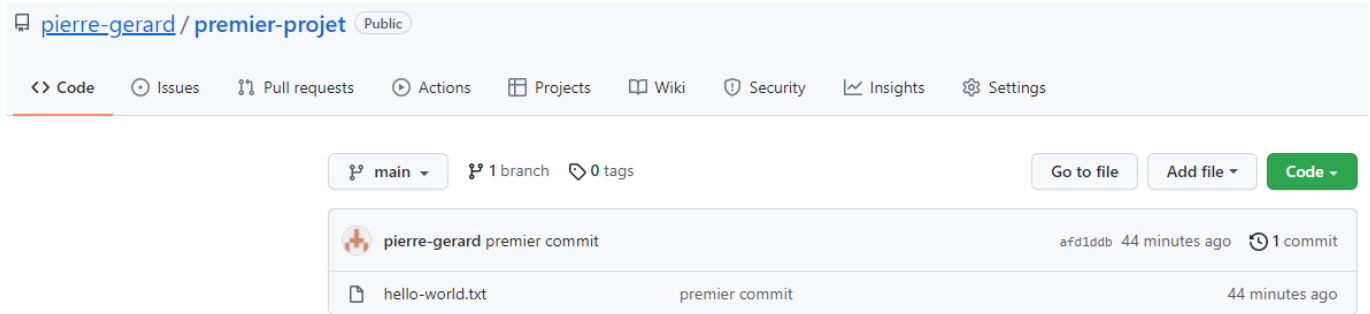 pierre-gerard / premier-projet Public
Code Issues Pull requests Actions Projects Wiki Security Insights Settings
main 1 branch 0 tags Go to file Add file Code
pierre-gerard premier commit afd1ddb 44 minutes ago 1 commit
hello-world.txt premier commit 44 minutes ago